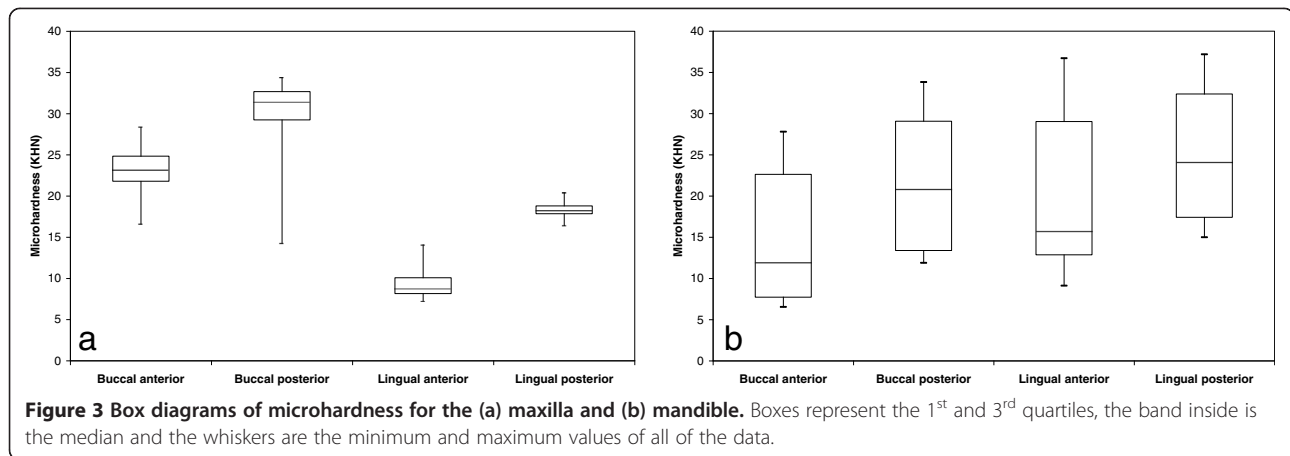 40
35
30
25
20
15
10
5
0
Microhardness (KHN)
a
Buccal anterior Buccal posterior Lingual anterior Lingual posterior
40
35
30
25
20
15
10
5
0
Microhardness (KHN)
b
Buccal anterior Buccal posterior Lingual anterior Lingual posterior
Figure 3 Box diagrams of microhardness for the (a) maxilla and (b) mandible. Boxes represent the 1st and 3rd quartiles, the band inside is
the median and the whiskers are the minimum and maximum values of all of the data.